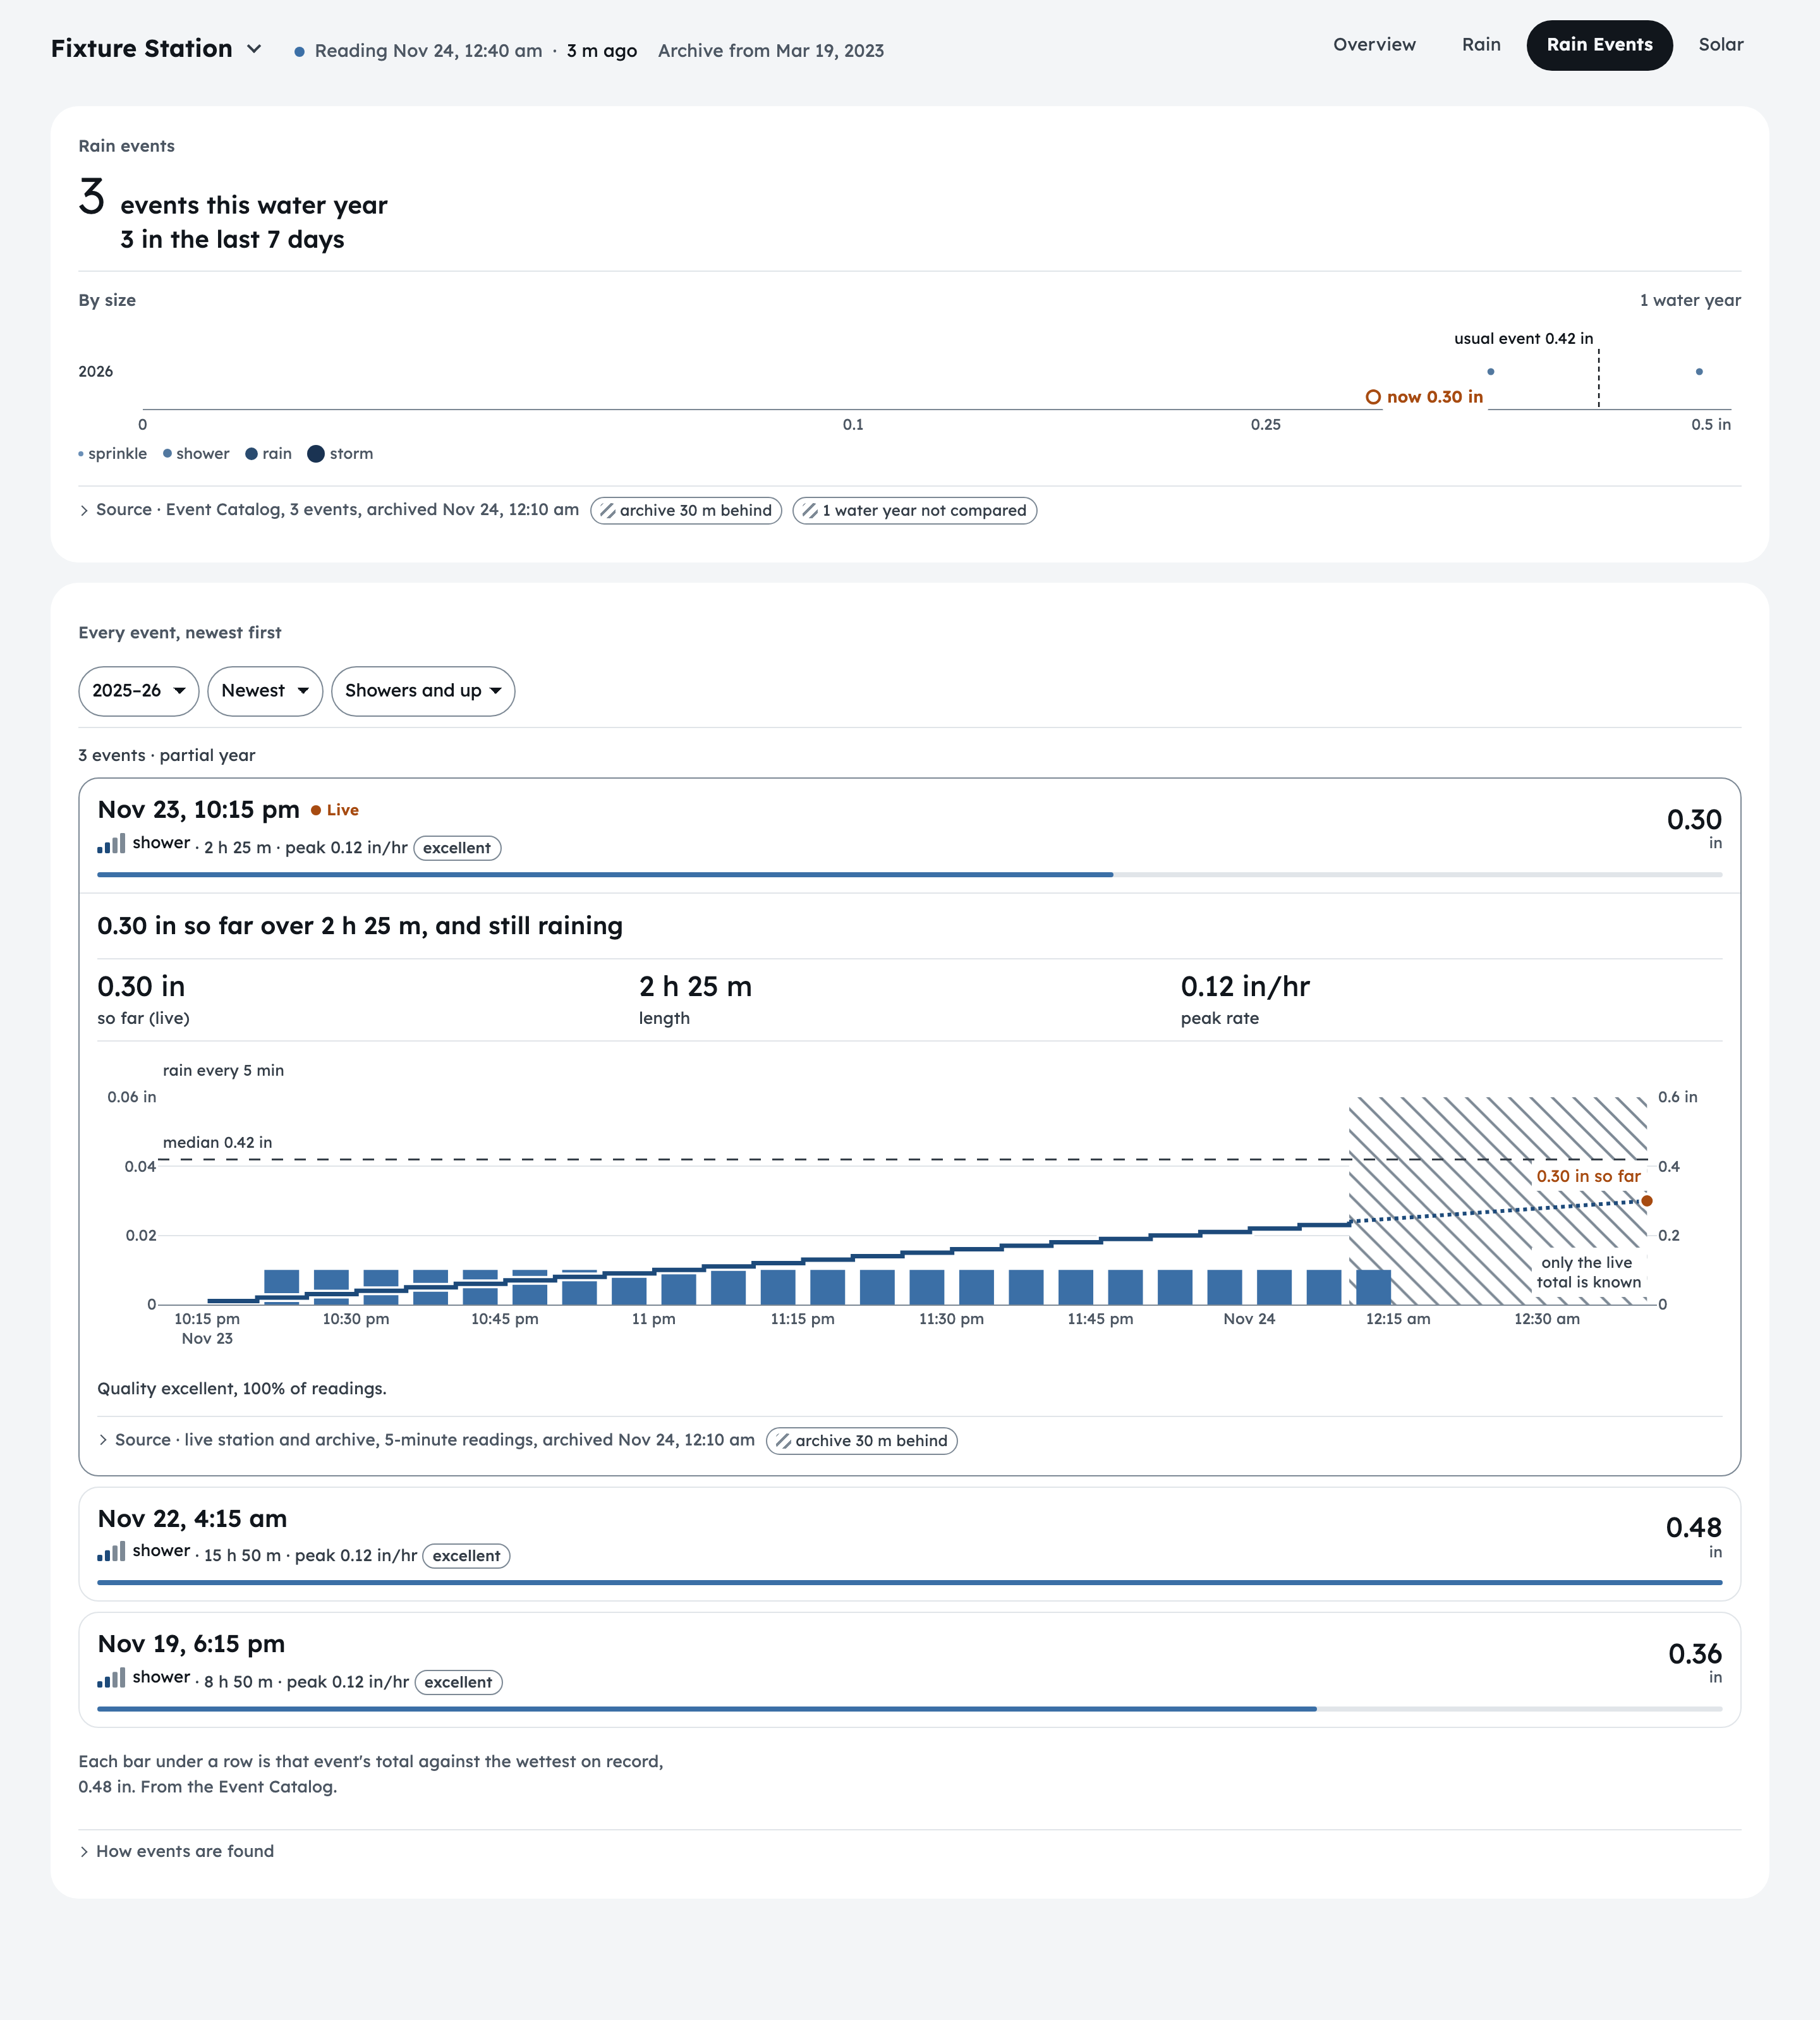 Fixture Station
Reading Nov 24, 12:40 am · 3 m ago Archive from Mar 19, 2023
Overview Rain Rain Events Solar
Rain events
3 events this water year
3 in the last 7 days
By size 1 water year
usual event 0.42 in
2026
now 0.30 in
0 0.1 0.25 0.5 in
sprinkle shower rain storm
Source · Event Catalog, 3 events, archived Nov 24, 12:10 am archive 30 m behind 1 water year not compared
Every event, newest first
2025–26 Newest Showers and up
3 events · partial year
Nov 23, 10:15 pm Live
0.30
in
shower · 2 h 25 m · peak 0.12 in/hr excellent
0.30 in so far over 2 h 25 m, and still raining
0.30 in 2 h 25 m 0.12 in/hr
so far (live) length peak rate
rain every 5 min
0.06 in 0.6 in
median 0.42 in
0.04 0.4
0.30 in so far
0.02 0.2
only the live
total is known
0 0
10:15 pm 10:30 pm 10:45 pm 11 pm 11:15 pm 11:30 pm 11:45 pm Nov 24 12:15 am 12:30 am
Nov 23
Quality excellent, 100% of readings.
Source · live station and archive, 5-minute readings, archived Nov 24, 12:10 am archive 30 m behind
Nov 22, 4:15 am
0.48
in
shower · 15 h 50 m · peak 0.12 in/hr excellent
Nov 19, 6:15 pm
0.36
in
shower · 8 h 50 m · peak 0.12 in/hr excellent
Each bar under a row is that event's total against the wettest on record,
0.48 in. From the Event Catalog.
How events are found